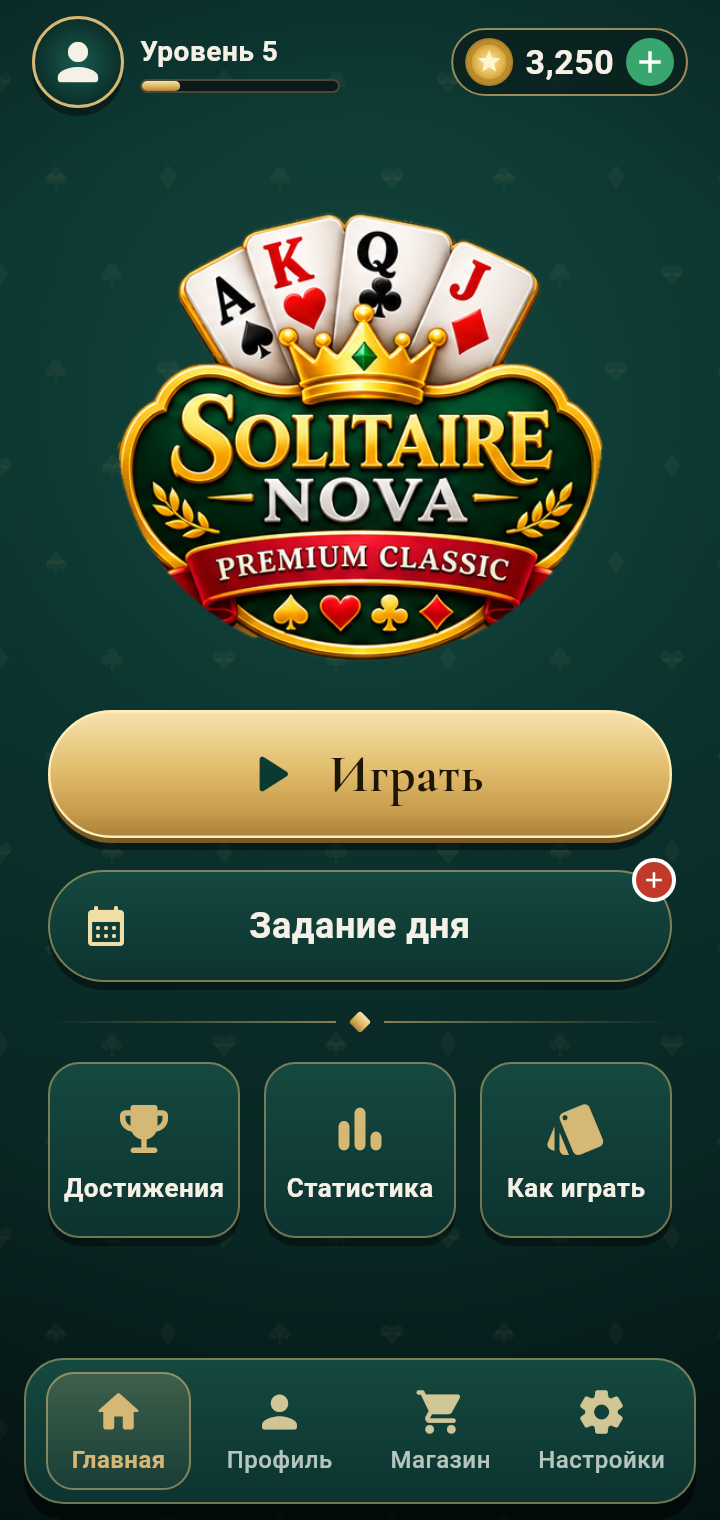 Уровень 5
3,250
A
K
Q
J
SOLITAIRE
NOVA
PREMIUM CLASSIC
Играть
Задание дня
Достижения
Статистика
Как играть
Главная
Профиль
Магазин
Настройки